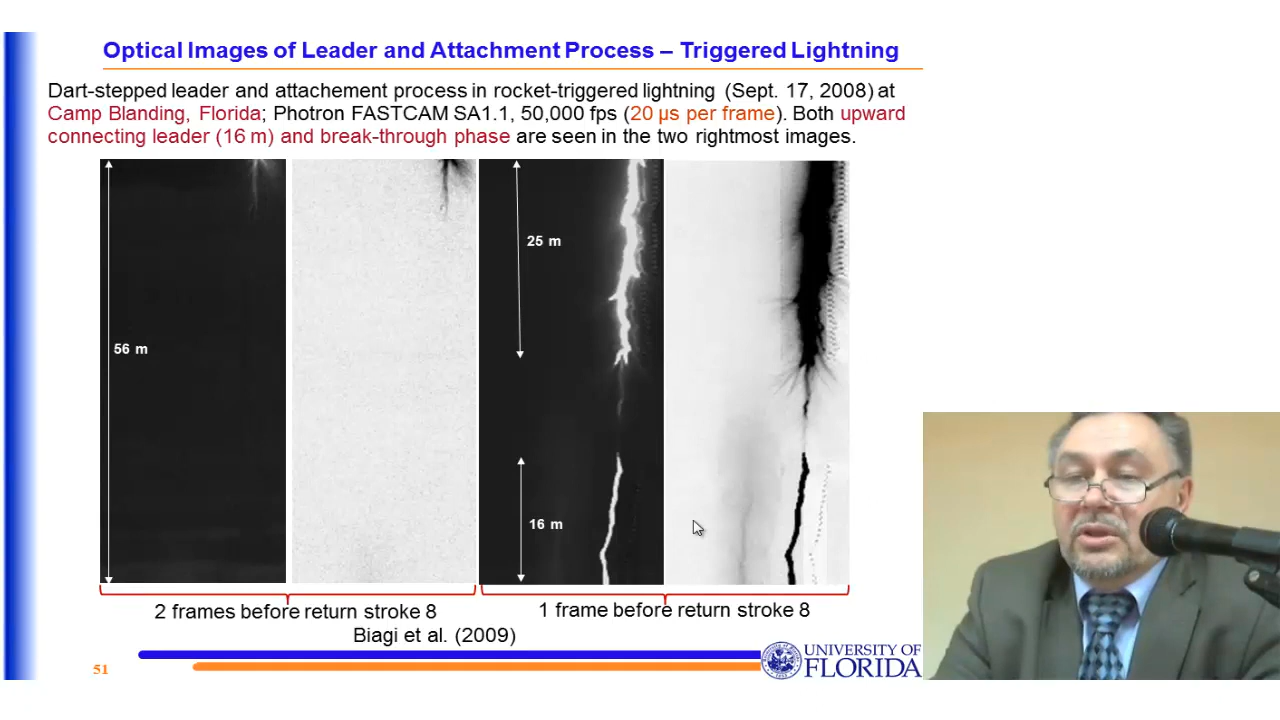 Optical Images of Leader and Attachment Process – Triggered Lightning
Dart-stepped leader and attachement process in rocket-triggered lightning (Sept. 17, 2008) at
Camp Blanding, Florida; Photron FASTCAM SA1.1, 50,000 fps (20 µs per frame). Both upward
connecting leader (16 m) and break-through phase are seen in the two rightmost images.
25 m
56 m
16 m
2 frames before return stroke 8
1 frame before return stroke 8
Biagi et al. (2009)
51
UNIVERSITY OF
FLORIDA